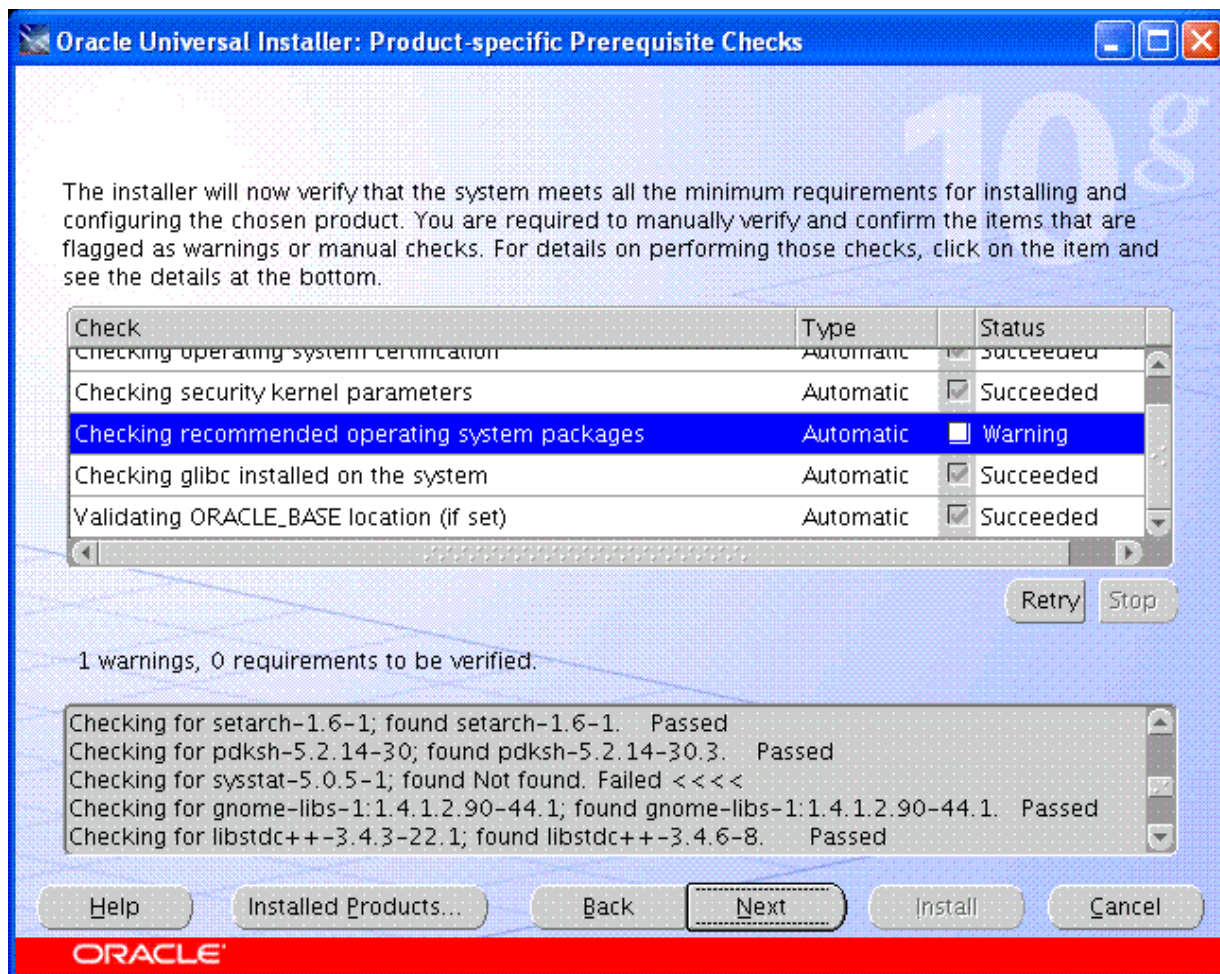 Oracle Universal Installer: Product-specific Prerequisite Checks
10g
The installer will now verify that the system meets all the minimum requirements for installing and
configuring the chosen product. You are required to manually verify and confirm the items that are
flagged as warnings or manual checks. For details on performing those checks, click on the item and
see the details at the bottom.
Check Type Status
Checking operating system certification Automatic Succeeded
Checking security kernel parameters Automatic Succeeded
Checking recommended operating system packages Automatic Warning
Checking glibc installed on the system Automatic Succeeded
Validating ORACLE_BASE location (if set) Automatic Succeeded
Retry Stop
1 warnings, 0 requirements to be verified.
Checking for setarch-1.6-1; found setarch-1.6-1. Passed
Checking for pdksh-5.2.14-30; found pdksh-5.2.14-30.3. Passed
Checking for sysstat-5.0.5-1; found Not found. Failed <<<<
Checking for gnome-libs-1:1.4.1.2.90-44.1; found gnome-libs-1:1.4.1.2.90-44.1. Passed
Checking for libstdc++-3.4.3-22.1; found libstdc++-3.4.6-8. Passed
Help Installed Products... Back Next Install Cancel
ORACLE